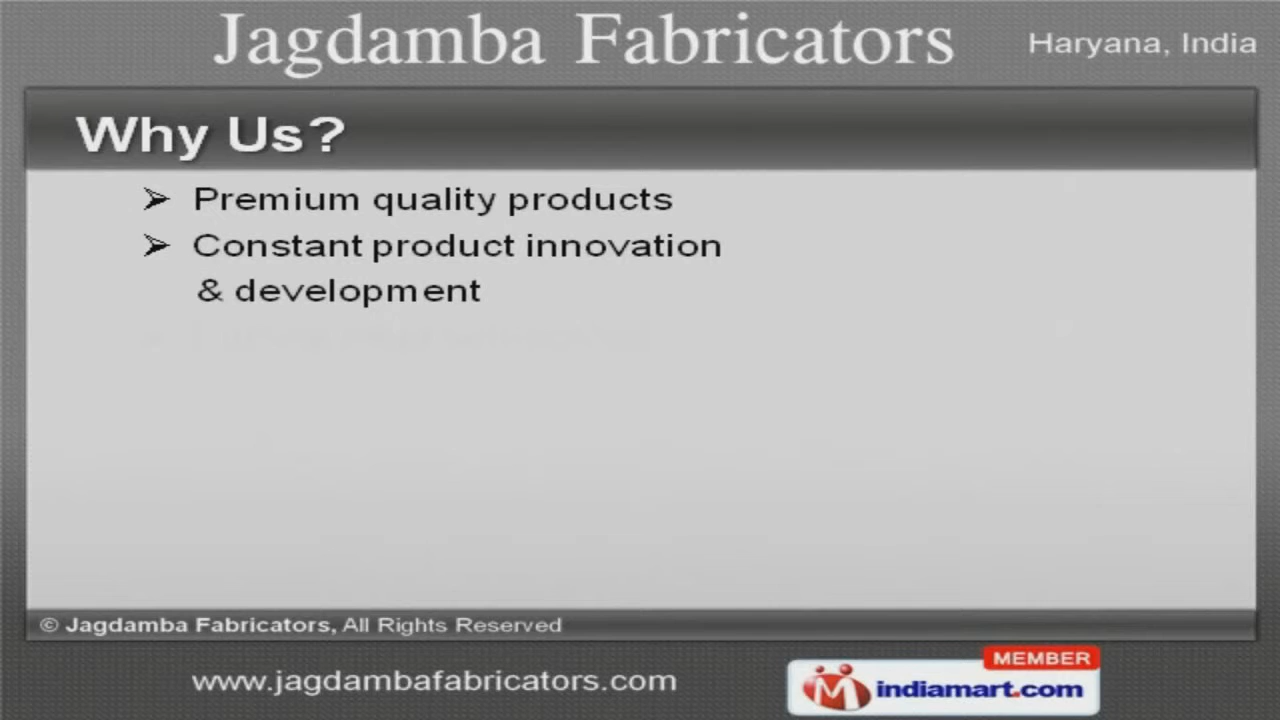 Jagdamba Fabricators
Haryana, India
Why Us?
➢ Premium quality products
➢ Constant product innovation
& development
© Jagdamba Fabricators, All Rights Reserved
www.jagdambafabricators.com
MEMBER
indiamart.com